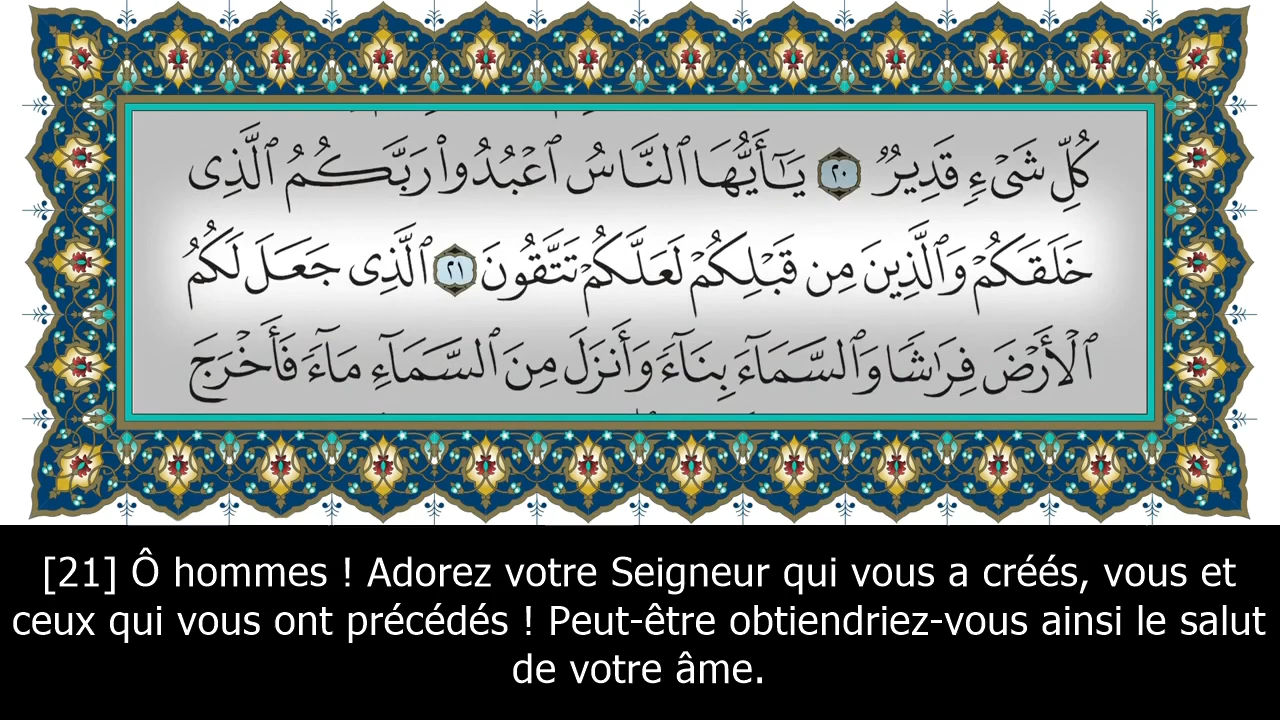 كُلِّ شَىْءٍ قَدِيرٌ ٢٠ يَـٰٓأَيُّهَا ٱلنَّاسُ ٱعْبُدُوا۟ رَبَّكُمُ ٱلَّذِى
خَلَقَكُمْ وَٱلَّذِينَ مِن قَبْلِكُمْ لَعَلَّكُمْ تَتَّقُونَ ٢١ ٱلَّذِى جَعَلَ لَكُمُ
ٱلْأَرْضَ فِرَٰشًا وَٱلسَّمَآءَ بِنَآءً وَأَنزَلَ مِنَ ٱلسَّمَآءِ مَآءً فَأَخْرَجَ
[21] Ô hommes ! Adorez votre Seigneur qui vous a créés, vous et
ceux qui vous ont précédés ! Peut-être obtiendriez-vous ainsi le salut
de votre âme.